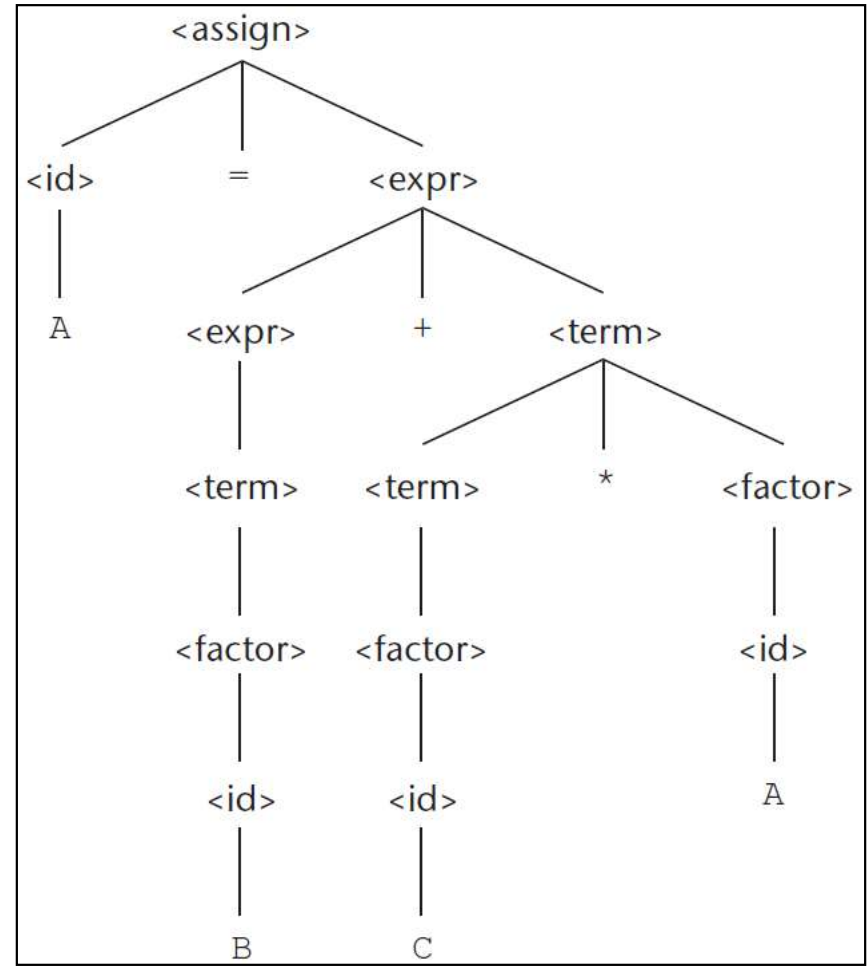 <assign>
<id> = <expr>
A <expr> + <term>
<term> <term> * <factor>
<factor> <factor> <id>
<id> <id> A
B C